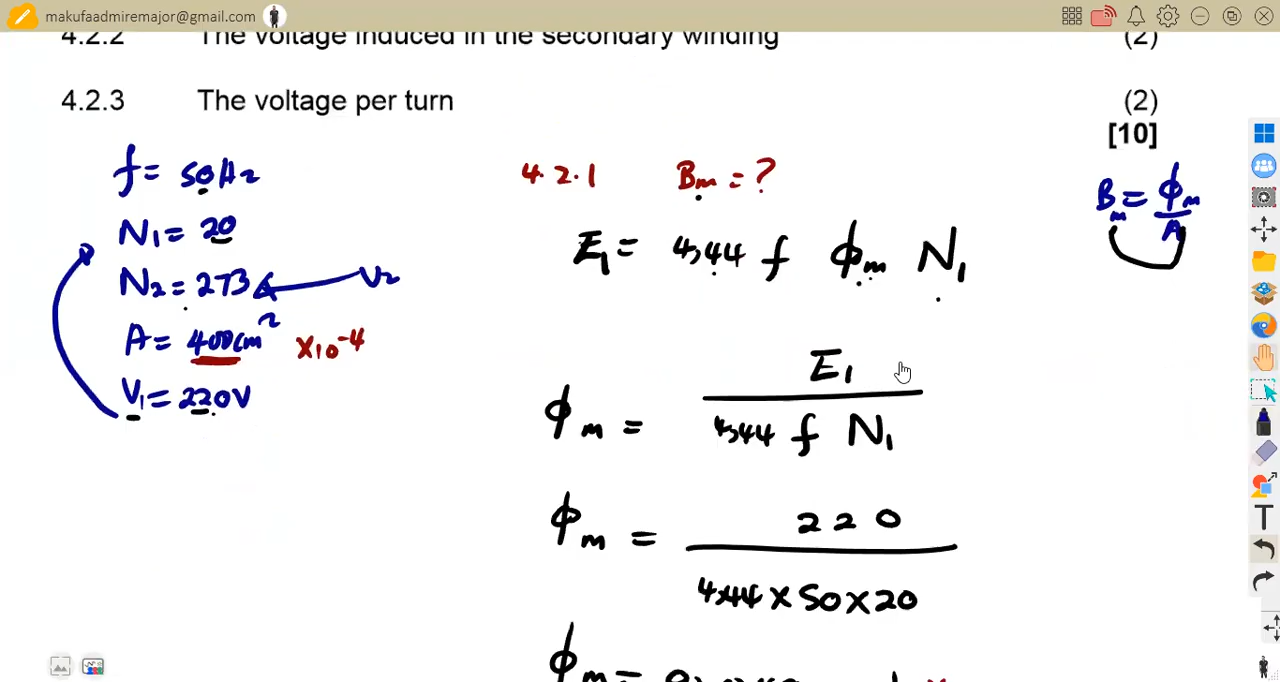 makufaadmiremajor@gmail.com
4.2.2 The voltage induced in the secondary winding (2)
4.2.3 The voltage per turn (2)
[10]
f = 50Hz
N1 = 20
N2 = 273 V2
A = 400cm² x10⁻⁴
V1 = 220V
4.2.1 Bm = ?
E1 = 4,44 f ϕm N1
Bm = ϕm / A
ϕm = E1 / 4,44 f N1
ϕm = 220 / 4,44 x 50 x 20
ϕm =